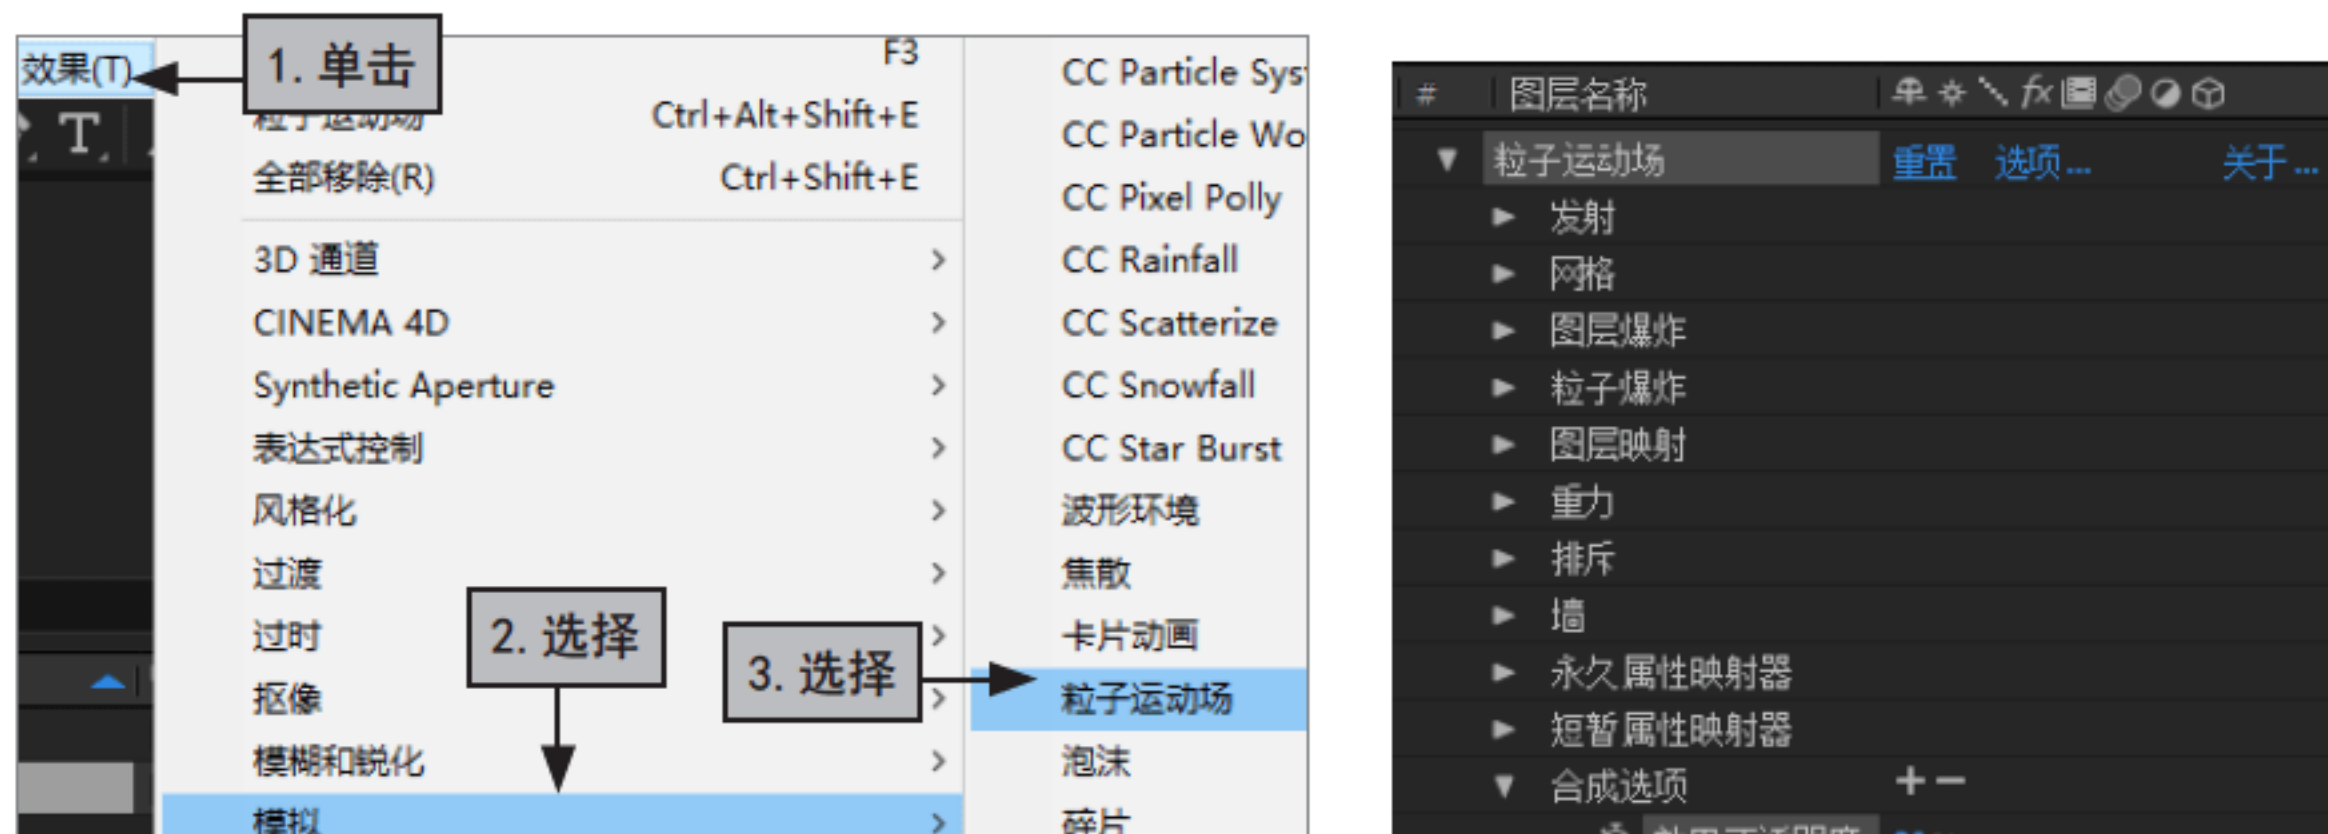 效果(T)
1. 单击
F3
粒子运动场 Ctrl+Alt+Shift+E
全部移除(R) Ctrl+Shift+E
T
3D 通道
CINEMA 4D
Synthetic Aperture
表达式控制
风格化
过渡
过时
2. 选择
抠像
模糊和锐化
模拟
CC Particle Sys
CC Particle Wo
CC Pixel Polly
CC Rainfall
CC Scatterize
CC Snowfall
CC Star Burst
波形环境
焦散
卡片动画
3. 选择
粒子运动场
泡沫
碎片
# 图层名称 fx
粒子运动场 重置 选项... 关于...
发射
网格
图层爆炸
粒子爆炸
图层映射
重力
排斥
墙
永久属性映射器
短暂属性映射器
合成选项 + −